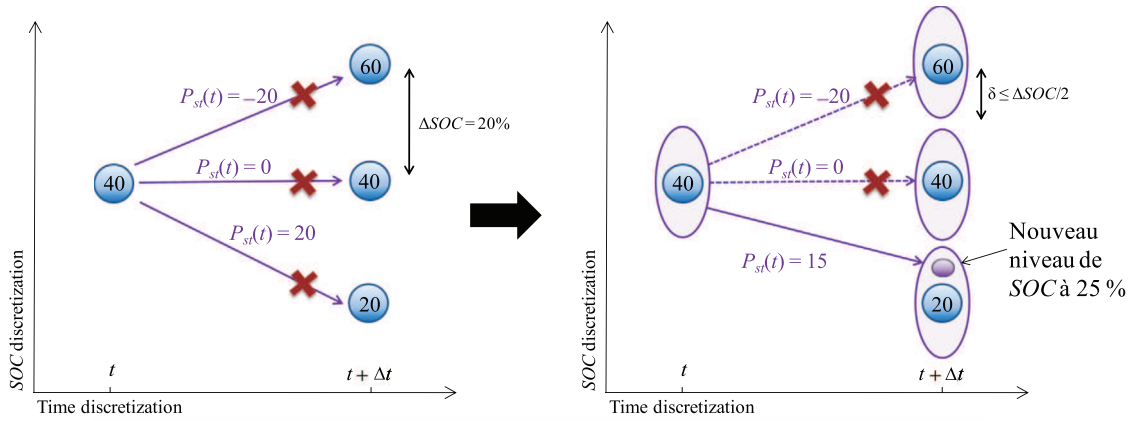 60
P_st(t) = –20
ΔSOC = 20%
P_st(t) = 0
40
40
P_st(t) = 20
20
SOC discretization
t
t + Δt
Time discretization
60
P_st(t) = –20
δ ≤ ΔSOC/2
P_st(t) = 0
40
40
Nouveau
niveau de
SOC à 25 %
P_st(t) = 15
20
SOC discretization
t
t + Δt
Time discretization